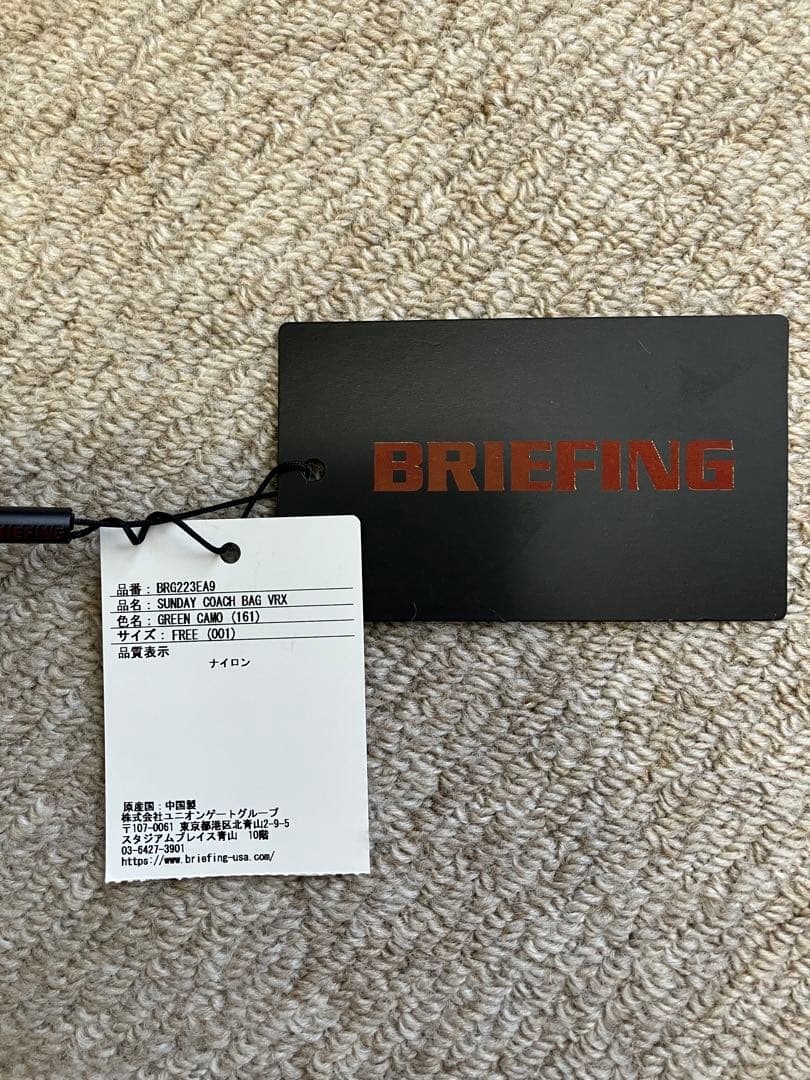 BRIEFING
BRIEFING
品番：BRG223EA9
品名：SUNDAY COACH BAG VRX
色名：GREEN CAMO (161)
サイズ：FREE (001)
品質表示
ナイロン
原産国：中国製
株式会社ユニオンゲートグループ
〒107-0061 東京都港区北青山2-9-5
スタジアムプレイス青山 10階
03-6427-3901
https://www.briefing-usa.com/